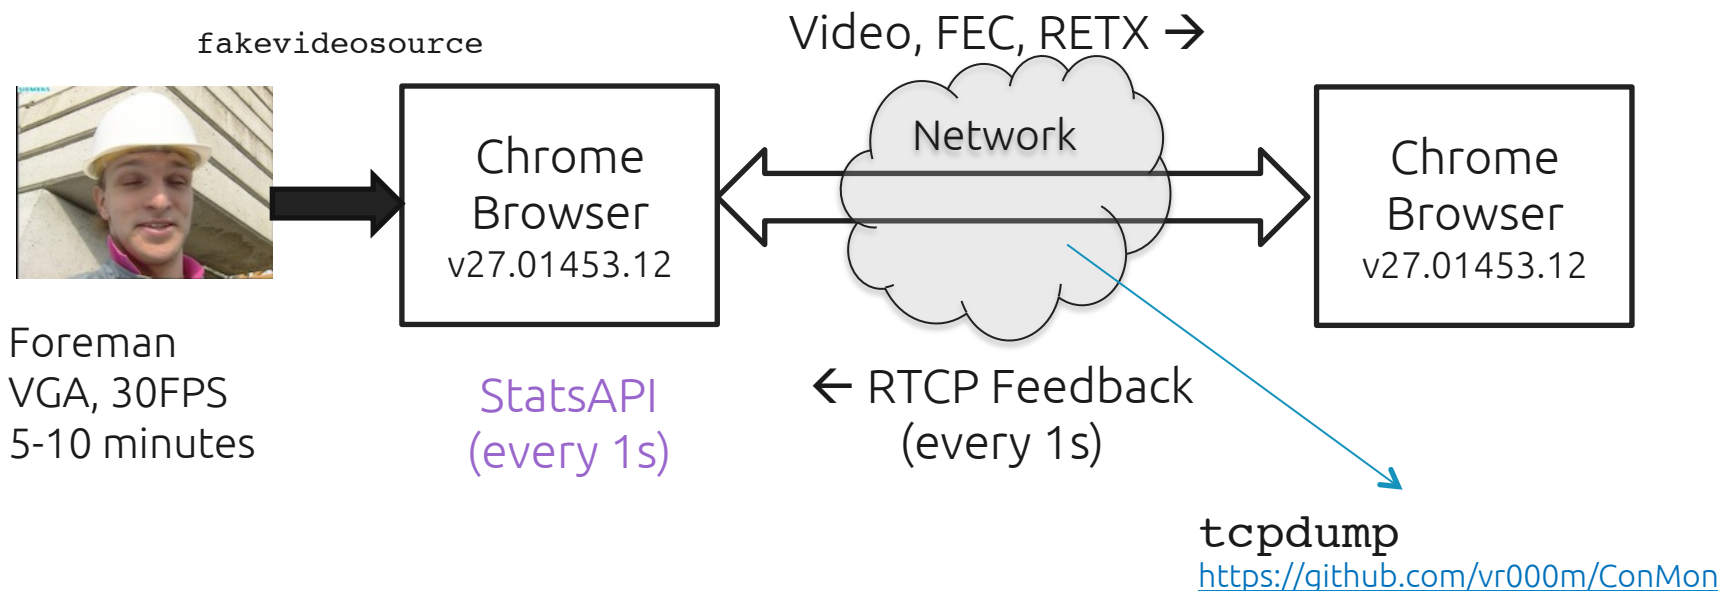 fakevideosource
Video, FEC, RETX →
Network
Chrome
Browser
v27.01453.12
Chrome
Browser
v27.01453.12
Foreman
VGA, 30FPS
5-10 minutes
StatsAPI
(every 1s)
← RTCP Feedback
(every 1s)
tcpdump
https://github.com/vr000m/ConMon